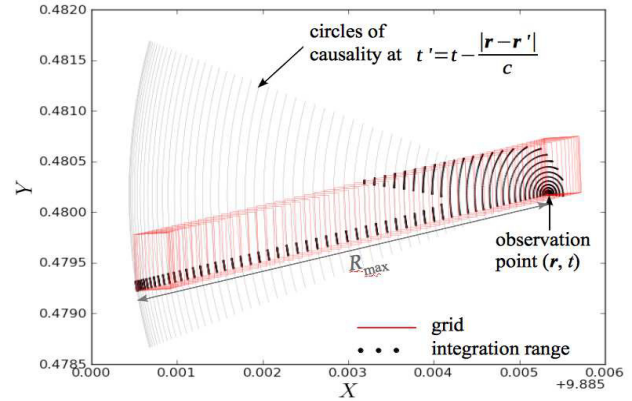 0.4820
0.4815
0.4810
0.4805
0.4800
0.4795
0.4790
0.4785
Y
circles of
causality at t'=t-|r-r'|/c
observation
point (r, t)
R_max
grid
integration range
0.000 0.001 0.002 0.003 0.004 0.005 0.006
+9.885
X